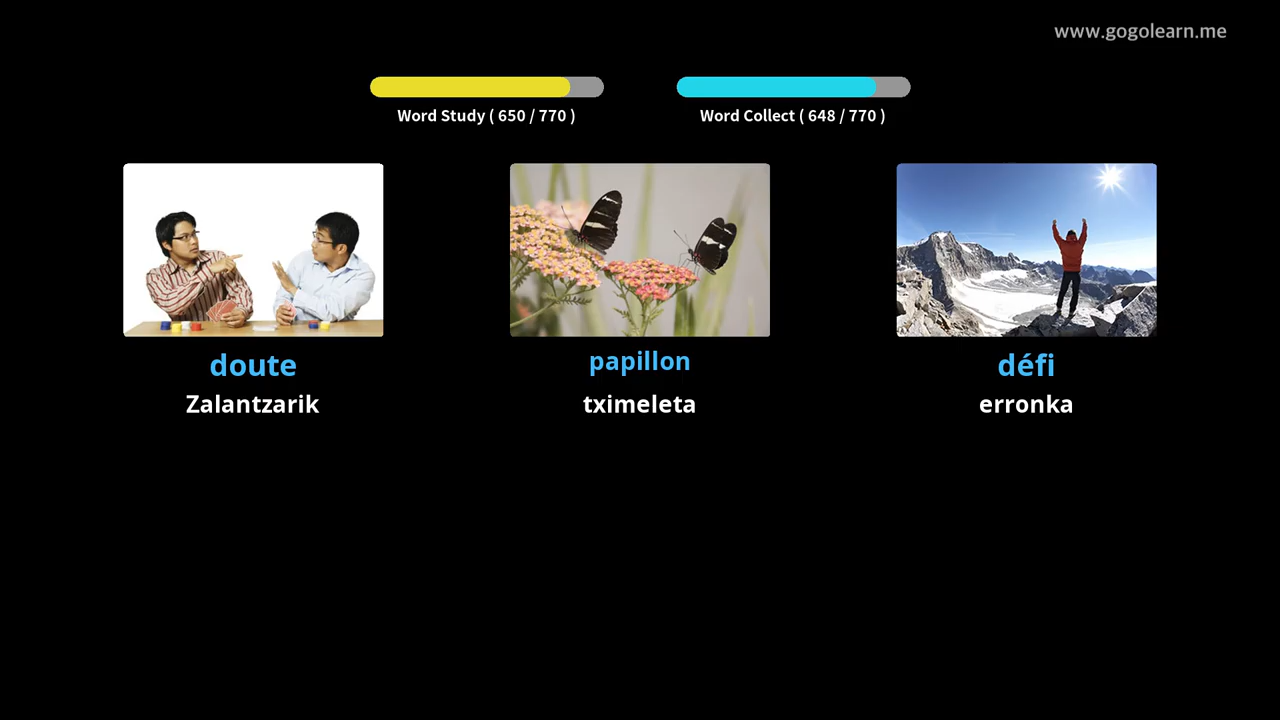 www.gogolearn.me
Word Study ( 650 / 770 )
Word Collect ( 648 / 770 )
doute
papillon
défi
Zalantzarik
tximeleta
erronka